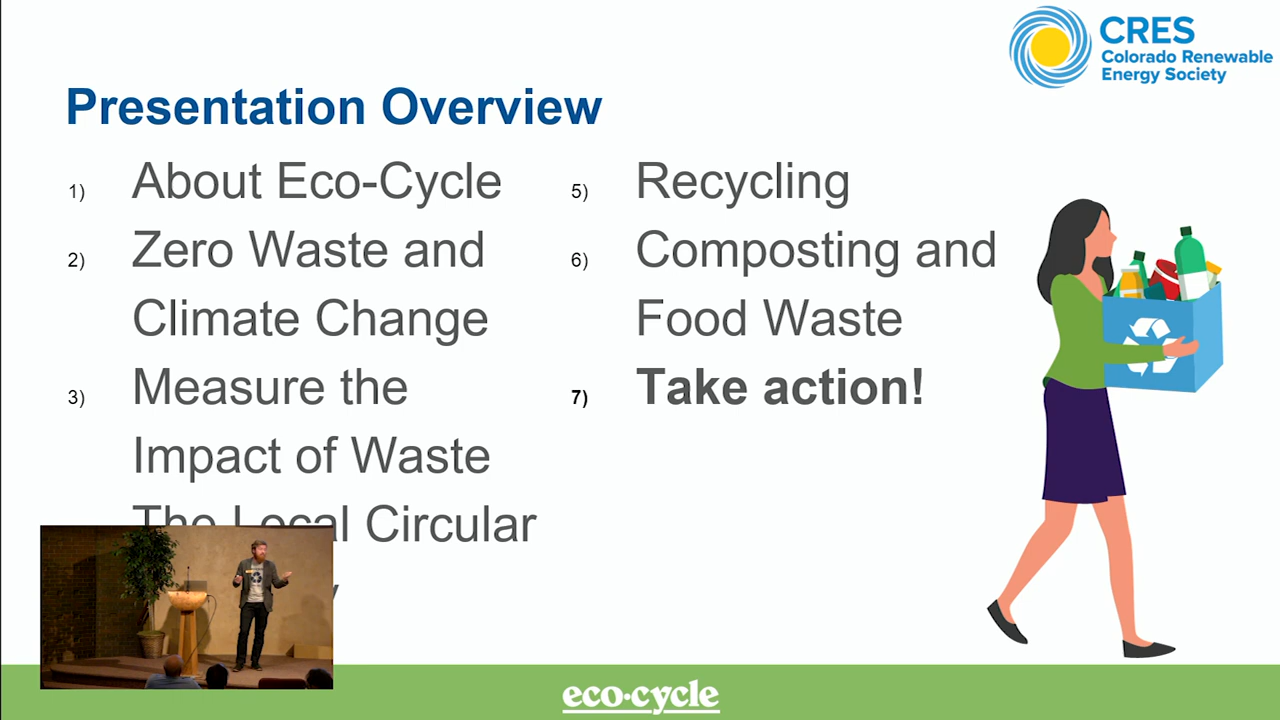 CRES
Colorado Renewable
Energy Society
Presentation Overview
1) About Eco-Cycle
2) Zero Waste and
Climate Change
3) Measure the
Impact of Waste
The Local Circular
5) Recycling
6) Composting and
Food Waste
7) Take action!
eco·cycle